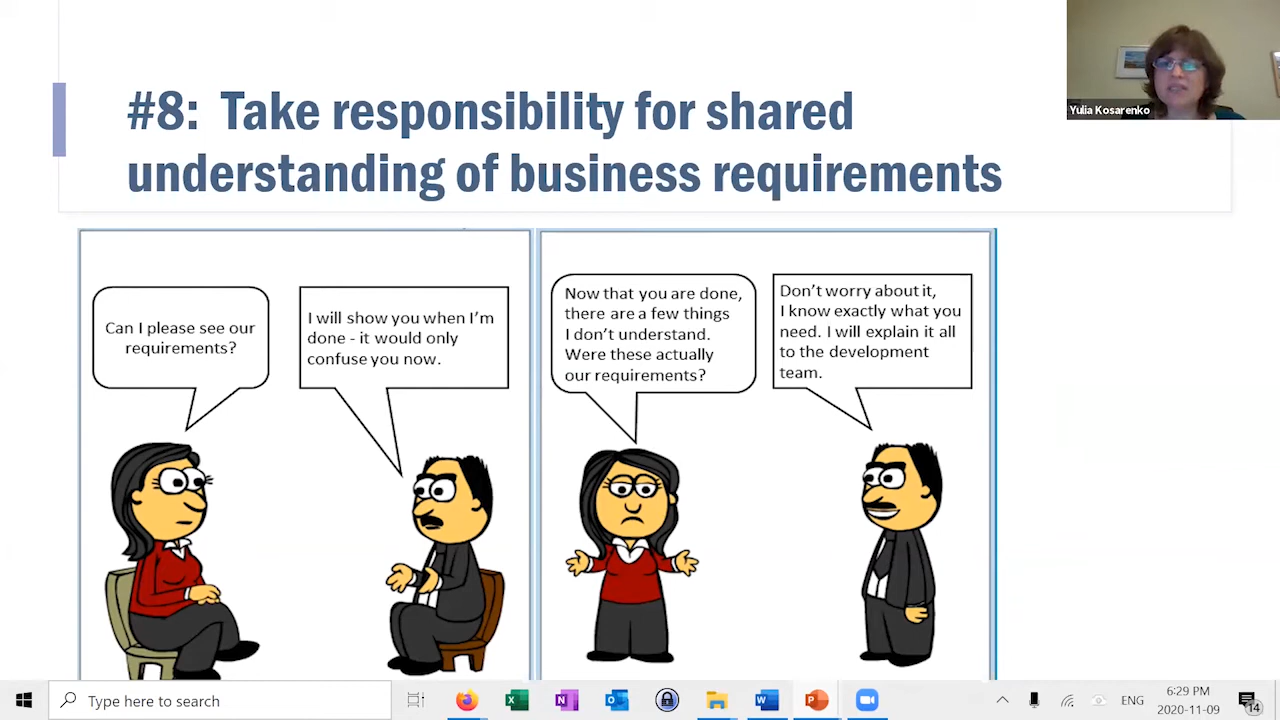 Yulia Kosarenko
#8: Take responsibility for shared
understanding of business requirements
Can I please see our
requirements?
I will show you when I'm
done - it would only
confuse you now.
Now that you are done,
there are a few things
I don't understand.
Were these actually
our requirements?
Don't worry about it,
I know exactly what you
need. I will explain it all
to the development
team.
Type here to search
ENG
6:29 PM
2020-11-09
14